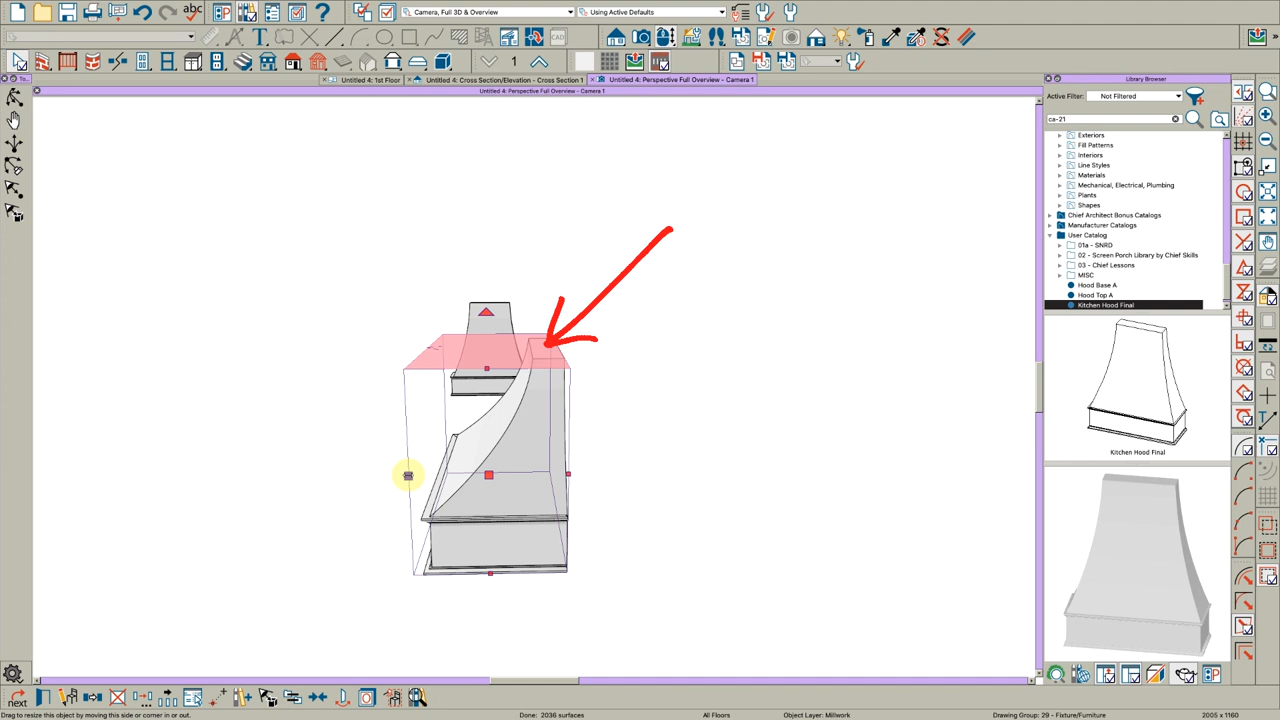 abc
?
Camera, Full 3D & Overview
Using Active Defaults
CAD
1
To...
Untitled 4: 1st Floor
Untitled 4: Cross Section/Elevation - Cross Section 1
Untitled 4: Perspective Full Overview - Camera 1
Untitled 4: Perspective Full Overview - Camera 1
Library Browser
Active Filter:
Not Filtered
ca-21
Exteriors
Fill Patterns
Interiors
Line Styles
Materials
Mechanical, Electrical, Plumbing
Plants
Shapes
Chief Architect Bonus Catalogs
Manufacturer Catalogs
User Catalog
01a - SNRD
02 - Screen Porch Library by Chief Skills
03 - Chief Lessons
MISC
Hood Base A
Hood Top A
Kitchen Hood Final
Kitchen Hood Final
next
Drag to resize this object by moving this side or corner in or out.
Done: 2036 surfaces
All Floors
Object Layer: Millwork
Drawing Group: 29 - Fixture/Furniture
2005 x 1160